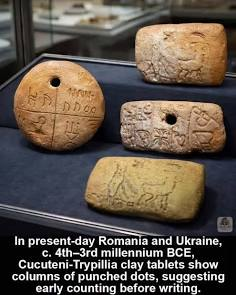 In present-day Romania and Ukraine,
c. 4th–3rd millennium BCE,
Cucuteni-Trypillia clay tablets show
columns of punched dots, suggesting
early counting before writing.